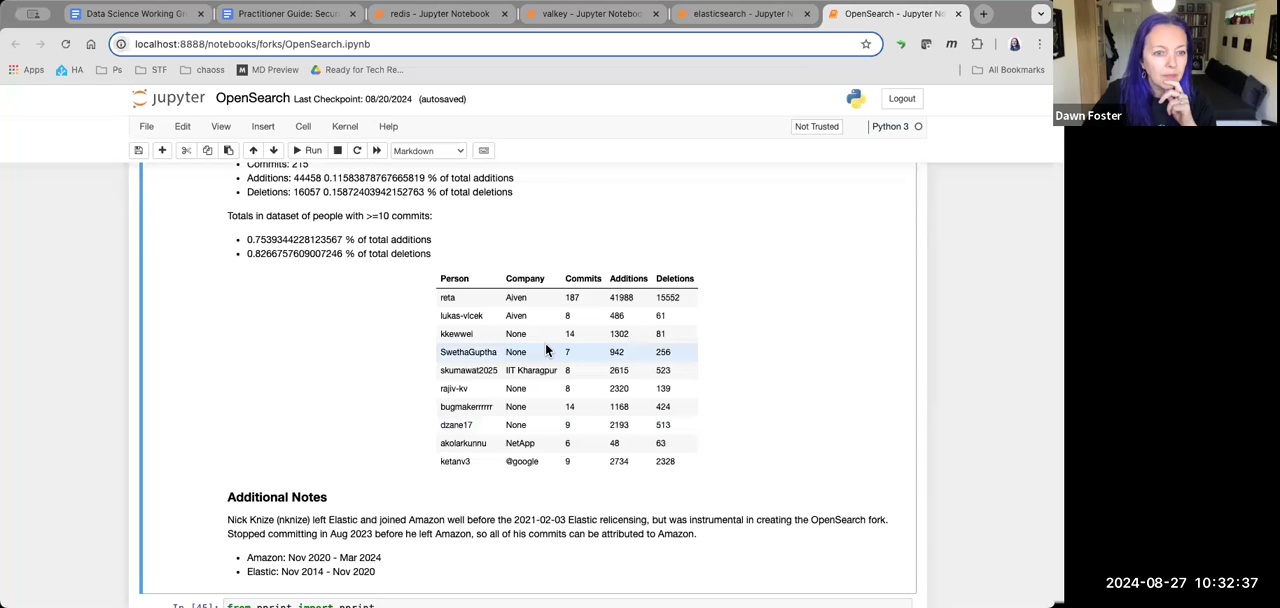 Data Science Working Gr
Practitioner Guide: Secur
redis - Jupyter Notebook
valkey - Jupyter Noteboo
elasticsearch - Jupyter N
OpenSearch - Jupyter No
localhost:8888/notebooks/forks/OpenSearch.ipynb
Apps
HA
Ps
STF
chaoss
MD Preview
Ready for Tech Re...
All Bookmarks
jupyter OpenSearch Last Checkpoint: 08/20/2024 (autosaved)
Logout
File Edit View Insert Cell Kernel Help
Not Trusted
Python 3
Run
Markdown
• Commits: 215
• Additions: 44458 0.11583878767665819 % of total additions
• Deletions: 16057 0.15872403942152763 % of total deletions
Totals in dataset of people with >=10 commits:
• 0.7539344228123567 % of total additions
• 0.8266757609007246 % of total deletions
Person Company Commits Additions Deletions
reta Aiven 187 41988 15552
lukas-vlcek Aiven 8 486 61
kkewwei None 14 1302 81
SwethaGuptha None 7 942 256
skumawat2025 IIT Kharagpur 8 2615 523
rajiv-kv None 8 2320 139
bugmakerrrrrr None 14 1168 424
dzane17 None 9 2193 513
akolarkunnu NetApp 6 48 63
ketanv3 @google 9 2734 2328
Additional Notes
Nick Knize (nknize) left Elastic and joined Amazon well before the 2021-02-03 Elastic relicensing, but was instrumental in creating the OpenSearch fork.
Stopped committing in Aug 2023 before he left Amazon, so all of his commits can be attributed to Amazon.
• Amazon: Nov 2020 - Mar 2024
• Elastic: Nov 2014 - Nov 2020
In [45]: from pprint import pprint
Dawn Foster
2024-08-27 10:32:37